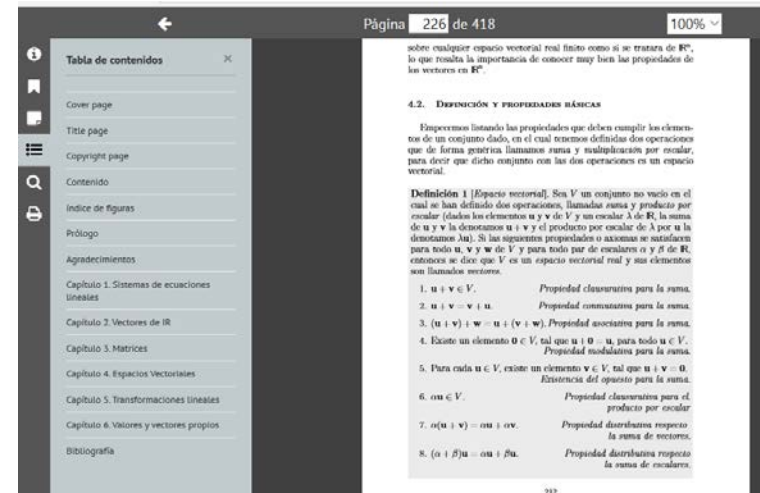 Página 226 de 418
100%
Tabla de contenidos ×
Cover page
Title page
Copyright page
Contenido
Índice de figuras
Prólogo
Agradecimientos
Capítulo 1. Sistemas de ecuaciones
lineales
Capítulo 2. Vectores de IR
Capítulo 3. Matrices
Capítulo 4. Espacios Vectoriales
Capítulo 5. Transformaciones lineales
Capítulo 6. Valores y vectores propios
Bibliografía
sobre cualquier espacio vectorial real finito como si se tratara de ℝⁿ,
lo que resalta la importancia de conocer muy bien las propiedades de
los vectores en ℝⁿ.
4.2. Definición y propiedades básicas
Empecemos listando las propiedades que deben cumplir los elemen-
tos de un conjunto dado, en el cual tenemos definidas dos operaciones
que de forma genérica llamamos suma y multiplicación por escalar,
para decir que dicho conjunto con las dos operaciones es un espacio
vectorial.
Definición 1 [Espacio vectorial]. Sea V un conjunto no vacío en el
cual se han definido dos operaciones, llamadas suma y producto por
escalar (dados los elementos u y v de V y un escalar λ de ℝ, la suma
de u y v la denotamos u + v y el producto por escalar de λ por u la
denotamos λu). Si las siguientes propiedades o axiomas se satisfacen
para todo u, v y w de V y para todo par de escalares α y β de ℝ,
entonces se dice que V es un espacio vectorial real y sus elementos
son llamados vectores.
1. u + v ∈ V. Propiedad clausurativa para la suma.
2. u + v = v + u. Propiedad conmutativa para la suma.
3. (u + v) + w = u + (v + w). Propiedad asociativa para la suma.
4. Existe un elemento 0 ∈ V, tal que u + 0 = u, para todo u ∈ V.
Propiedad modulativa para la suma.
5. Para cada u ∈ V, existe un elemento v ∈ V, tal que u + v = 0.
Existencia del opuesto para la suma.
6. αu ∈ V. Propiedad clausurativa para el
producto por escalar
7. α(u + v) = αu + αv. Propiedad distributiva respecto
la suma de vectores.
8. (α + β)u = αu + βu. Propiedad distributiva respecto
la suma de escalares.